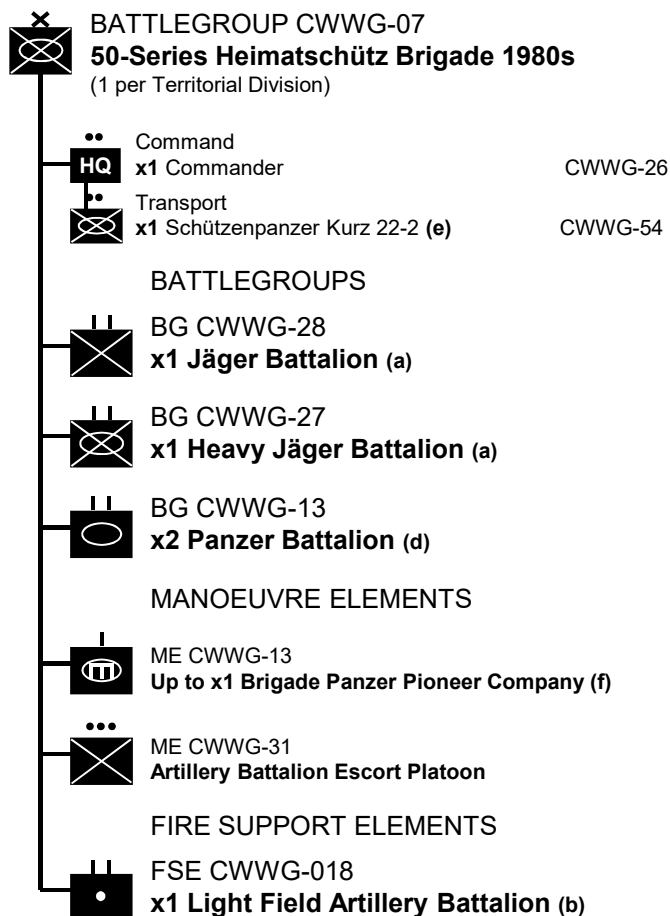 BATTLEGROUP CWWG-07
50-Series Heimatschütz Brigade 1980s
(1 per Territorial Division)
Command
HQ x1 Commander CWWG-26
Transport
x1 Schützenpanzer Kurz 22-2 (e) CWWG-54
BATTLEGROUPS
BG CWWG-28
x1 Jäger Battalion (a)
BG CWWG-27
x1 Heavy Jäger Battalion (a)
BG CWWG-13
x2 Panzer Battalion (d)
MANOEUVRE ELEMENTS
ME CWWG-13
Up to x1 Brigade Panzer Pioneer Company (f)
ME CWWG-31
Artillery Battalion Escort Platoon
FIRE SUPPORT ELEMENTS
FSE CWWG-018
x1 Light Field Artillery Battalion (b)